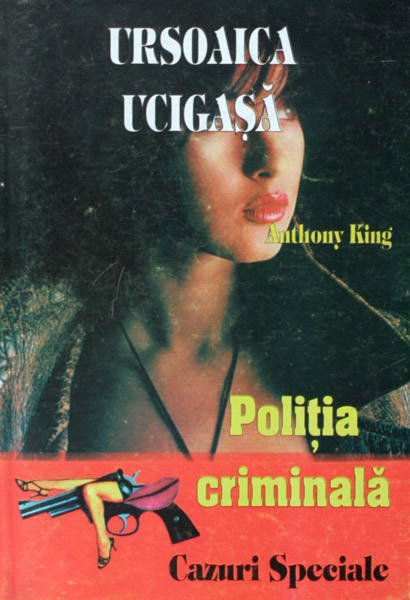 URSOAICA
UCIGAȘĂ
Anthony King
Poliția
criminală
Cazuri Speciale